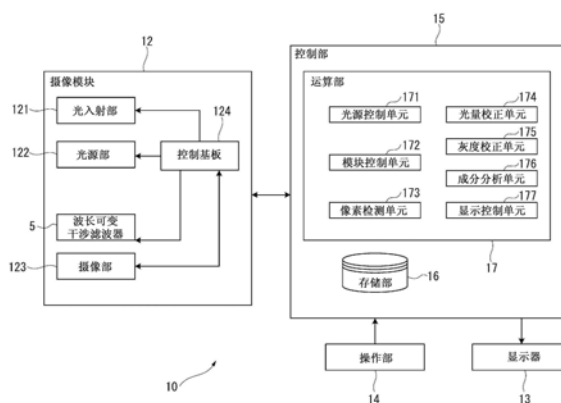 12
15
摄像模块
控制部
运算部
121
光入射部
124
171
光源控制单元
174
光量校正单元
122
光源部
控制基板
172
模块控制单元
175
灰度校正单元
176
成分分析单元
5
波长可变
干涉滤波器
173
像素检测单元
177
显示控制单元
123
摄像部
17
存储部
16
操作部
显示器
10
14
13